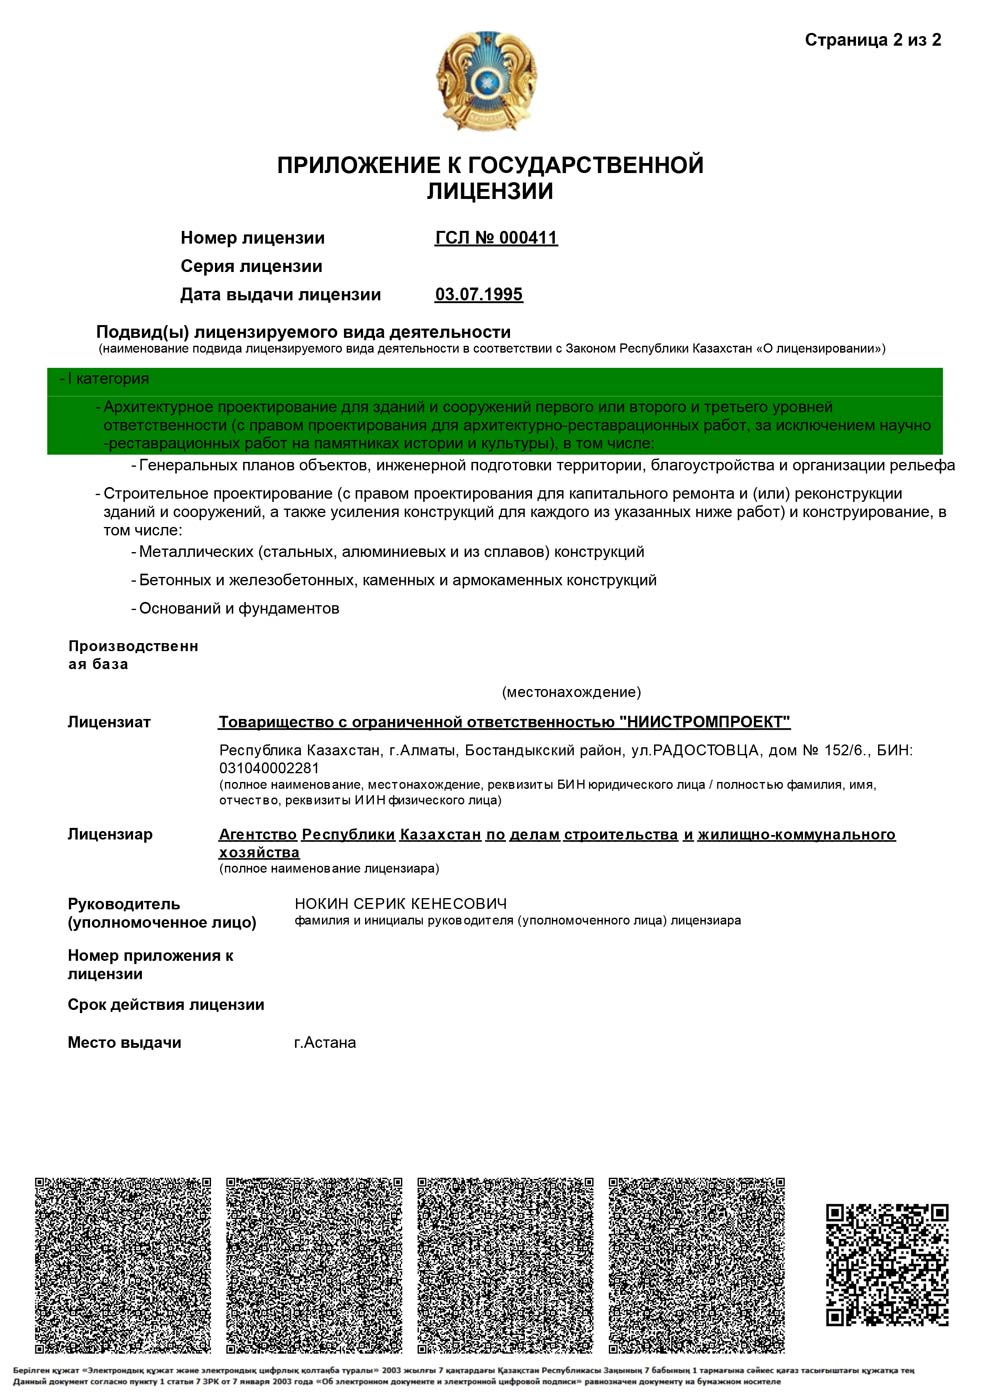 Страница 2 из 2
ПРИЛОЖЕНИЕ К ГОСУДАРСТВЕННОЙ
ЛИЦЕНЗИИ
Номер лицензии ГСЛ № 000411
Серия лицензии
Дата выдачи лицензии 03.07.1995
Подвид(ы) лицензируемого вида деятельности
(наименование подвида лицензируемого вида деятельности в соответствии с Законом Республики Казахстан «О лицензировании»)
- I категория
- Архитектурное проектирование для зданий и сооружений первого или второго и третьего уровней
ответственности (с правом проектирования для архитектурно-реставрационных работ, за исключением научно
-реставрационных работ на памятниках истории и культуры), в том числе:
- Генеральных планов объектов, инженерной подготовки территории, благоустройства и организации рельефа
- Строительное проектирование (с правом проектирования для капитального ремонта и (или) реконструкции
зданий и сооружений, а также усиления конструкций для каждого из указанных ниже работ) и конструирование, в
том числе:
- Металлических (стальных, алюминиевых и из сплавов) конструкций
- Бетонных и железобетонных, каменных и армокаменных конструкций
- Оснований и фундаментов
Производственн
ая база
(местонахождение)
Лицензиат Товарищество с ограниченной ответственностью "НИИСТРОМПРОЕКТ"
Республика Казахстан, г.Алматы, Бостандыкский район, ул.РАДОСТОВЦА, дом № 152/6., БИН:
031040002281
(полное наименование, местонахождение, реквизиты БИН юридического лица / полностью фамилия, имя,
отчество, реквизиты ИИН физического лица)
Лицензиар Агентство Республики Казахстан по делам строительства и жилищно-коммунального
хозяйства
(полное наименование лицензиара)
Руководитель НОКИН СЕРИК КЕНЕСОВИЧ
(уполномоченное лицо) фамилия и инициалы руководителя (уполномоченного лица) лицензиара
Номер приложения к
лицензии
Срок действия лицензии
Место выдачи г.Астана
Берілген құжат «Электрондық құжат және электрондық цифрлық қолтаңба туралы» 2003 жылғы 7 қаңтардағы Қазақстан Республикасы Заңының 7 бабының 1 тармағына сәйкес қағаз тасығыштағы құжатқа тең
Данный документ согласно пункту 1 статьи 7 ЗРК от 7 января 2003 года «Об электронном документе и электронной цифровой подписи» равнозначен документу на бумажном носителе